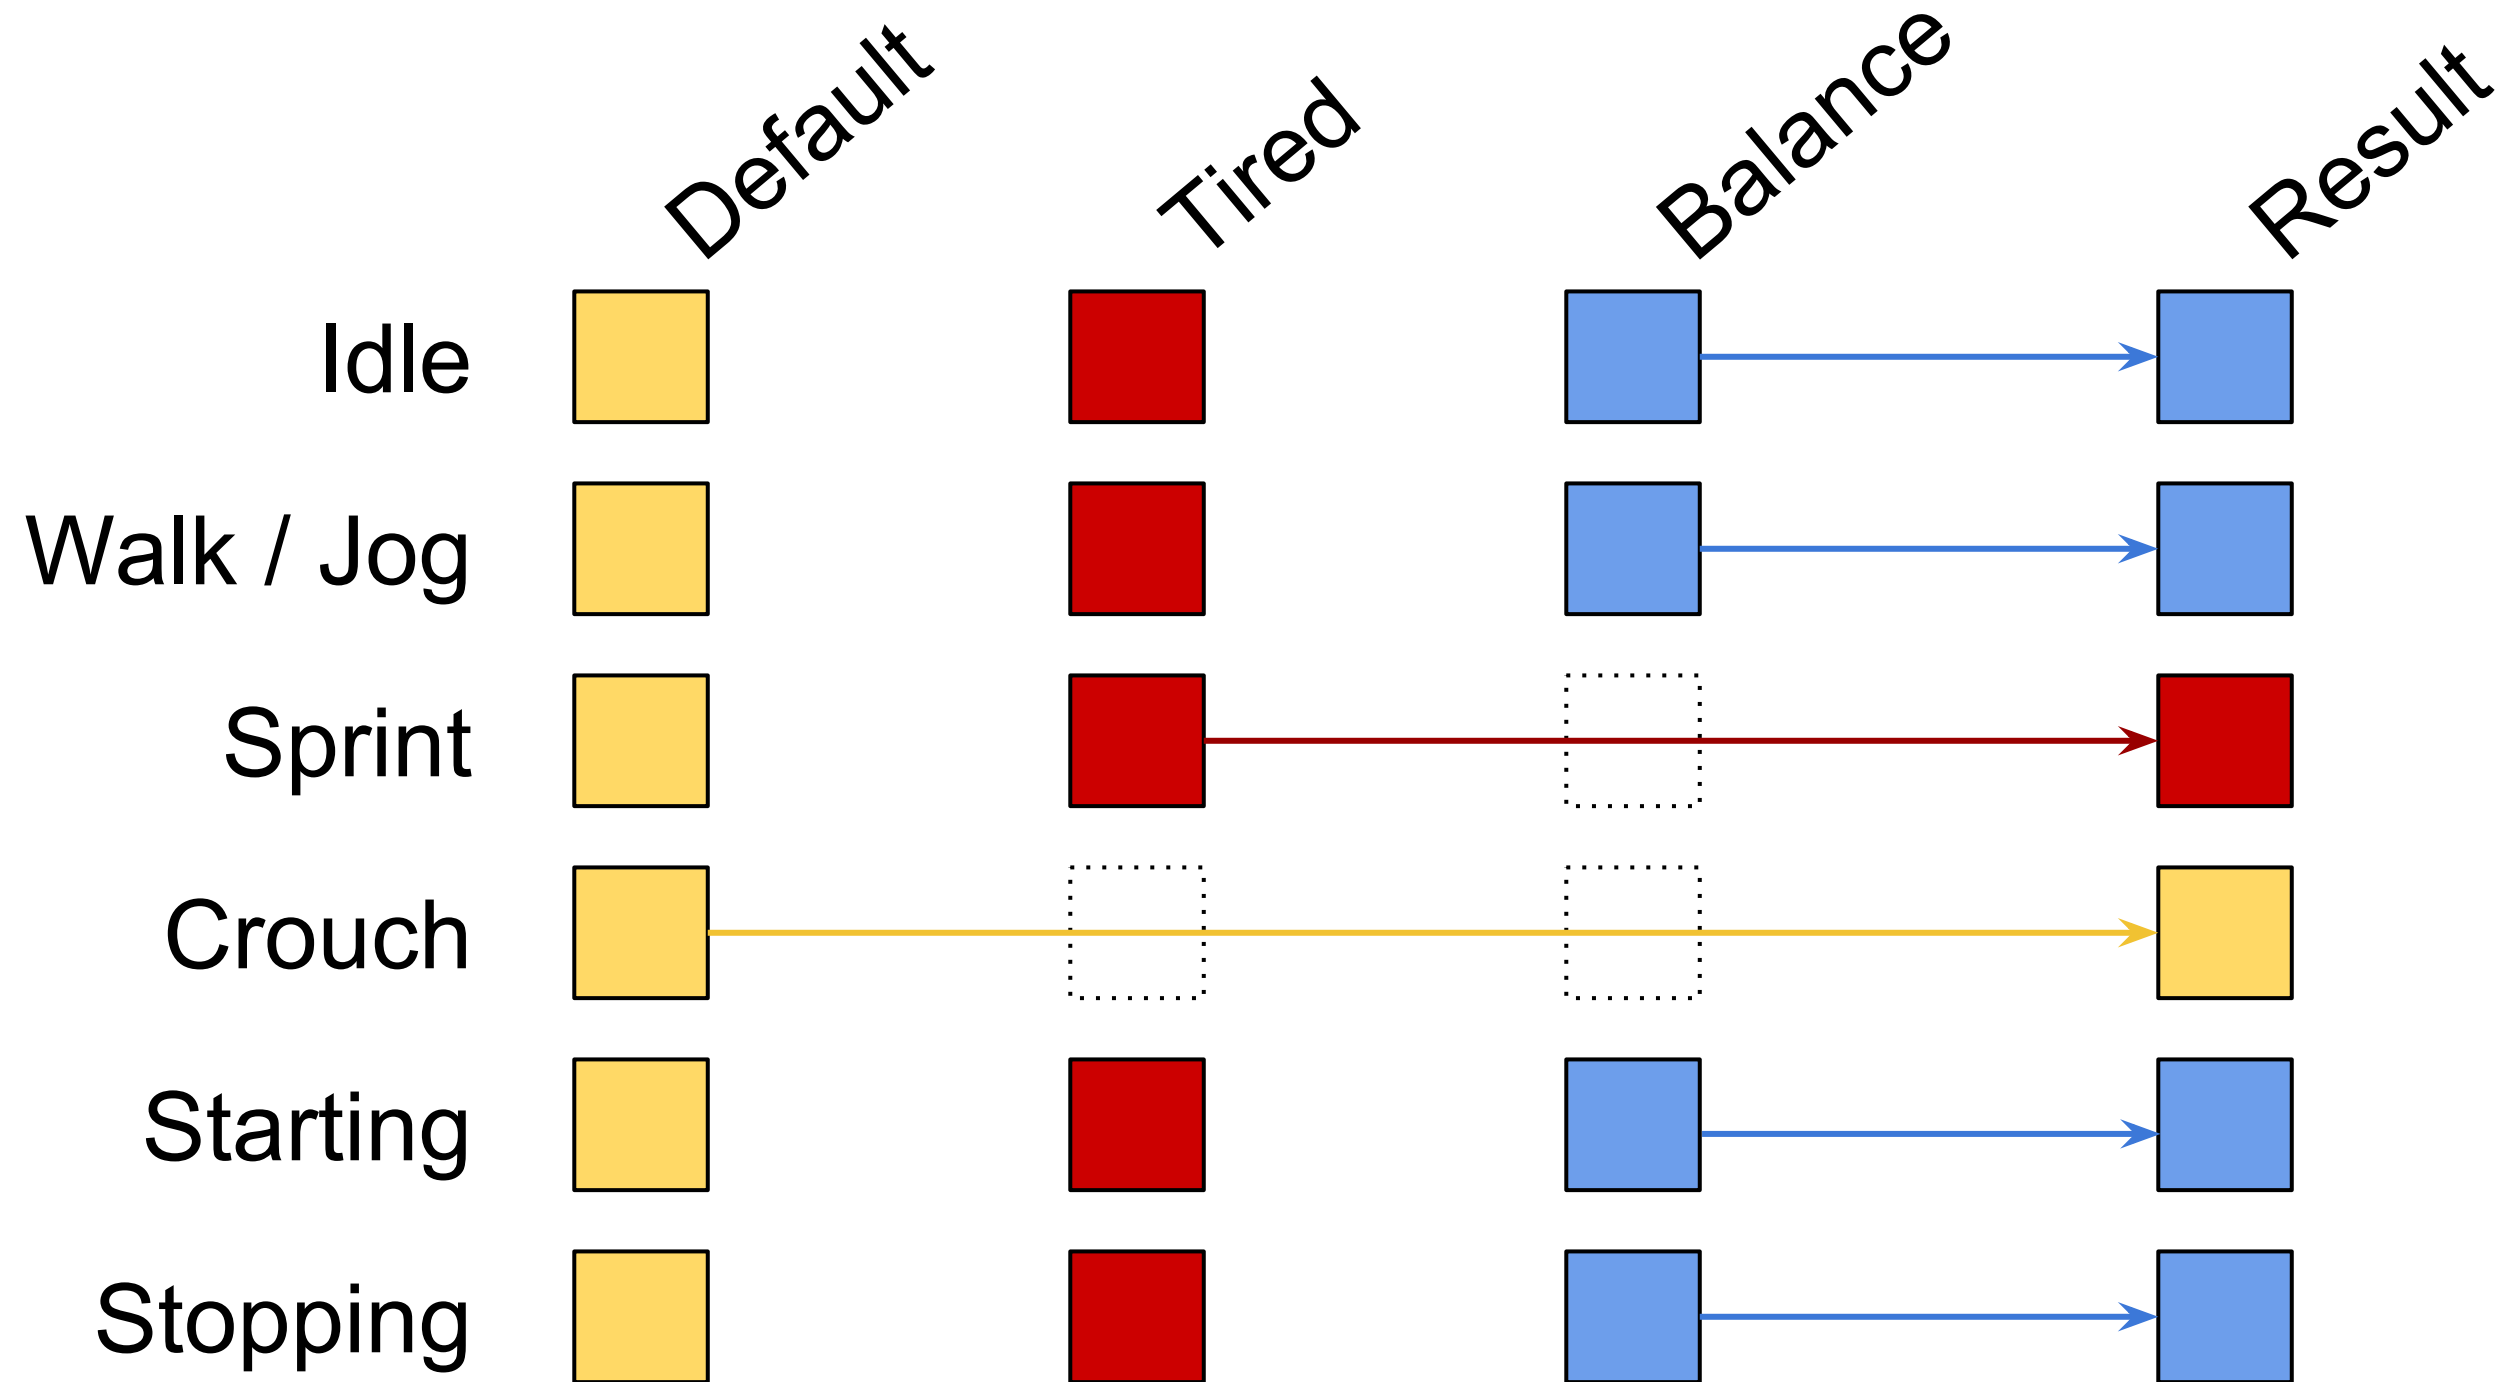 Default
Tired
Balance
Result
Idle
Walk / Jog
Sprint
Crouch
Starting
Stopping